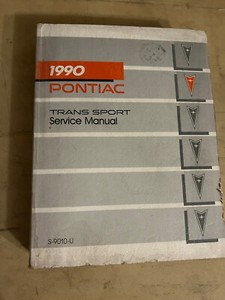 1990
PONTIAC
TRANS SPORT
Service Manual
S-9010-U